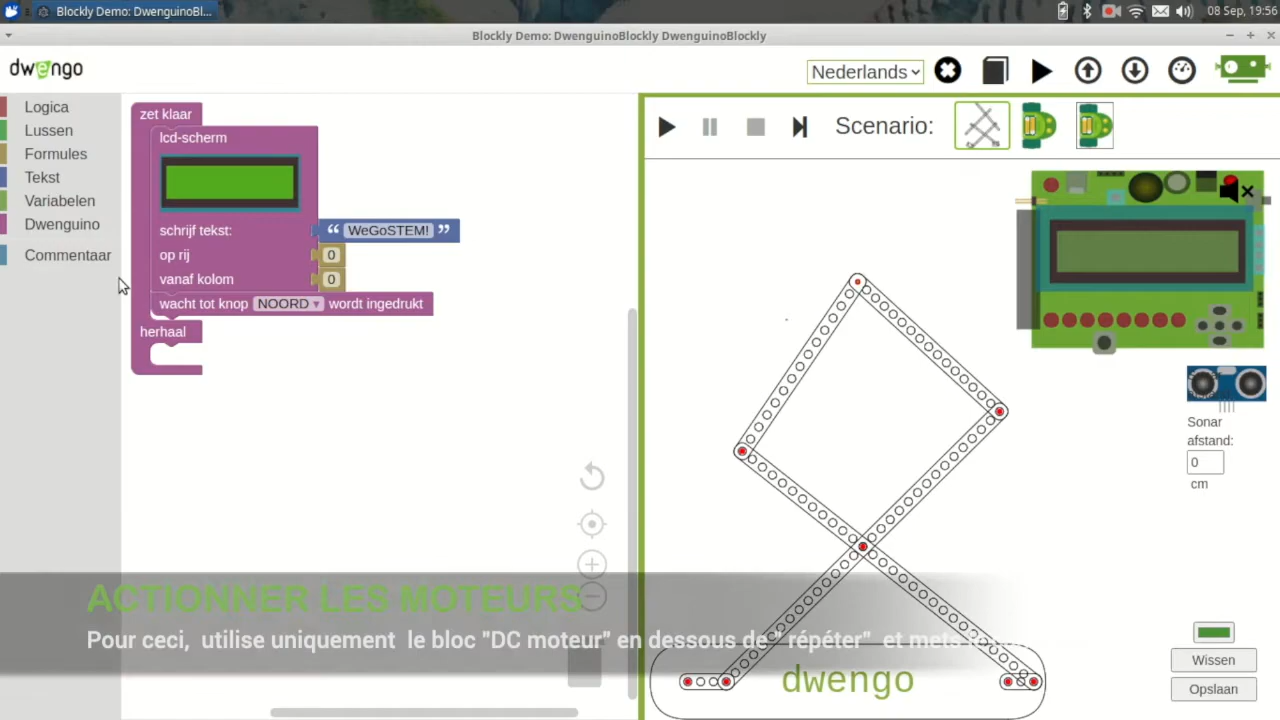 Blockly Demo: DwenguinoBl...
08 Sep, 19:56
Blockly Demo: DwenguinoBlockly DwenguinoBlockly
dwengo
Nederlands
Logica
Lussen
Formules
Tekst
Variabelen
Dwenguino
Commentaar
zet klaar
lcd-scherm
schrijf tekst:
“ WeGoSTEM! ”
op rij
0
vanaf kolom
0
wacht tot knop NOORD wordt ingedrukt
herhaal
Scenario:
Sonar
afstand:
0
cm
ACTIONNER LES MOTEURS
Pour ceci, utilise uniquement le bloc "DC moteur" en dessous de " répéter" et mets
dwengo
Wissen
Opslaan